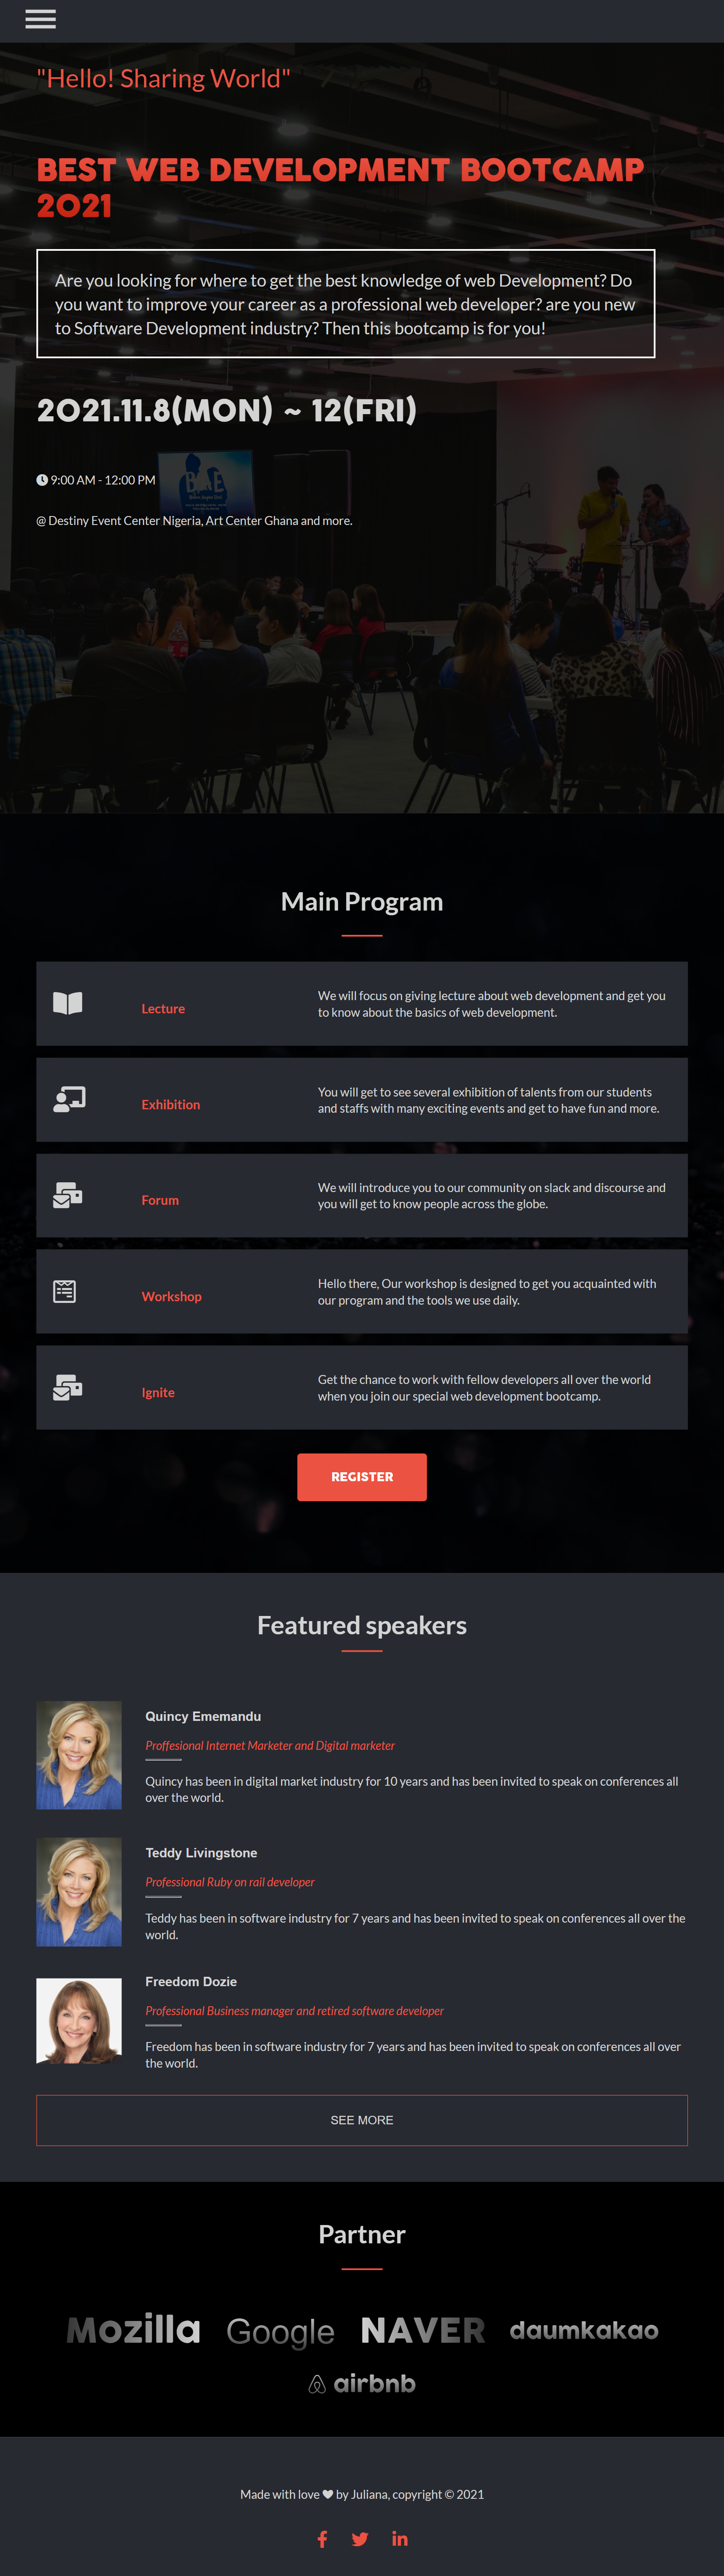 "Hello! Sharing World"
BEST WEB DEVELOPMENT BOOTCAMP
2021
Are you looking for where to get the best knowledge of web Development? Do
you want to improve your career as a professional web developer? are you new
to Software Development industry? Then this bootcamp is for you!
2021.11.8(MON) ~ 12(FRI)
9:00 AM - 12:00 PM
@ Destiny Event Center Nigeria, Art Center Ghana and more.
Main Program
Lecture
We will focus on giving lecture about web development and get you
to know about the basics of web development.
Exhibition
You will get to see several exhibition of talents from our students
and staffs with many exciting events and get to have fun and more.
Forum
We will introduce you to our community on slack and discourse and
you will get to know people across the globe.
Workshop
Hello there, Our workshop is designed to get you acquainted with
our program and the tools we use daily.
Ignite
Get the chance to work with fellow developers all over the world
when you join our special web development bootcamp.
REGISTER
Featured speakers
Quincy Ememandu
Proffesional Internet Marketer and Digital marketer
Quincy has been in digital market industry for 10 years and has been invited to speak on conferences all
over the world.
Teddy Livingstone
Professional Ruby on rail developer
Teddy has been in software industry for 7 years and has been invited to speak on conferences all over the
world.
Freedom Dozie
Professional Business manager and retired software developer
Freedom has been in software industry for 7 years and has been invited to speak on conferences all over
the world.
SEE MORE
Partner
Mozilla Google NAVER daumkakao
airbnb
Made with love by Juliana, copyright © 2021